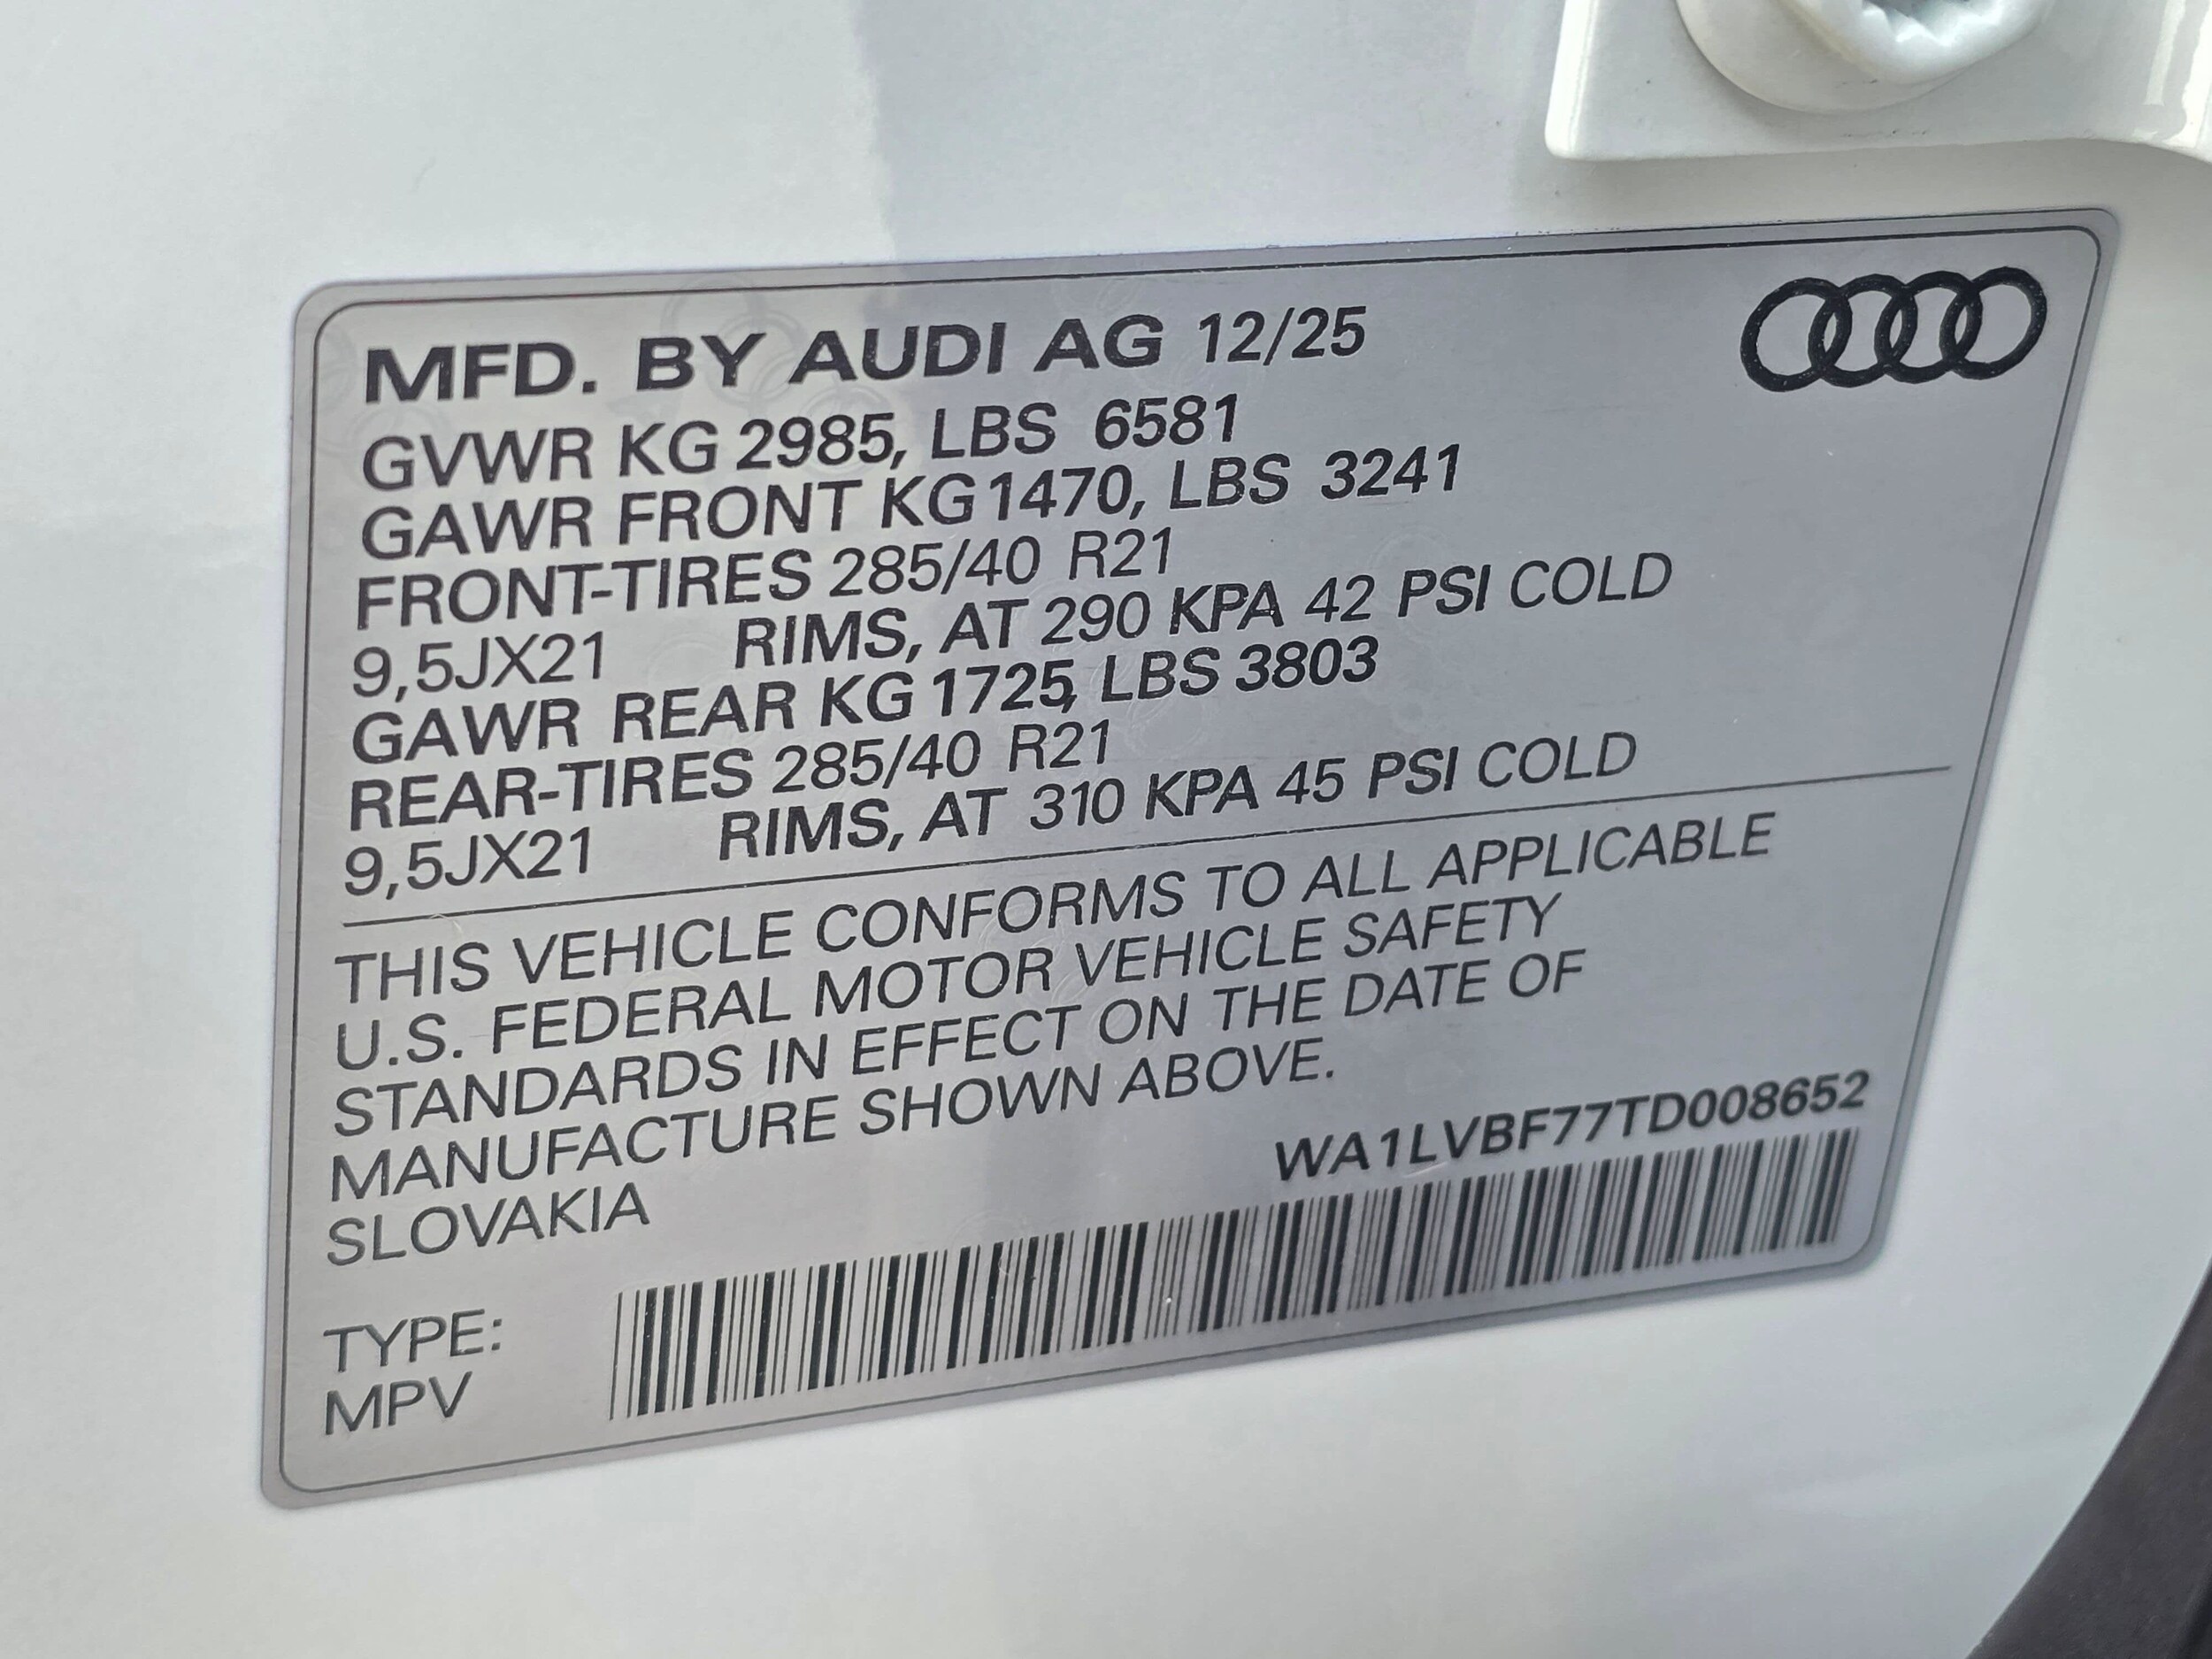 MFD. BY AUDI AG 12/25
GVWR KG 2985, LBS 6581
GAWR FRONT KG 1470, LBS 3241
FRONT-TIRES 285/40 R21
9,5JX21 RIMS, AT 290 KPA 42 PSI COLD
GAWR REAR KG 1725, LBS 3803
REAR-TIRES 285/40 R21
9,5JX21 RIMS, AT 310 KPA 45 PSI COLD
THIS VEHICLE CONFORMS TO ALL APPLICABLE
U.S. FEDERAL MOTOR VEHICLE SAFETY
STANDARDS IN EFFECT ON THE DATE OF
MANUFACTURE SHOWN ABOVE.
SLOVAKIA
WA1LVBF77TD008652
TYPE:
MPV